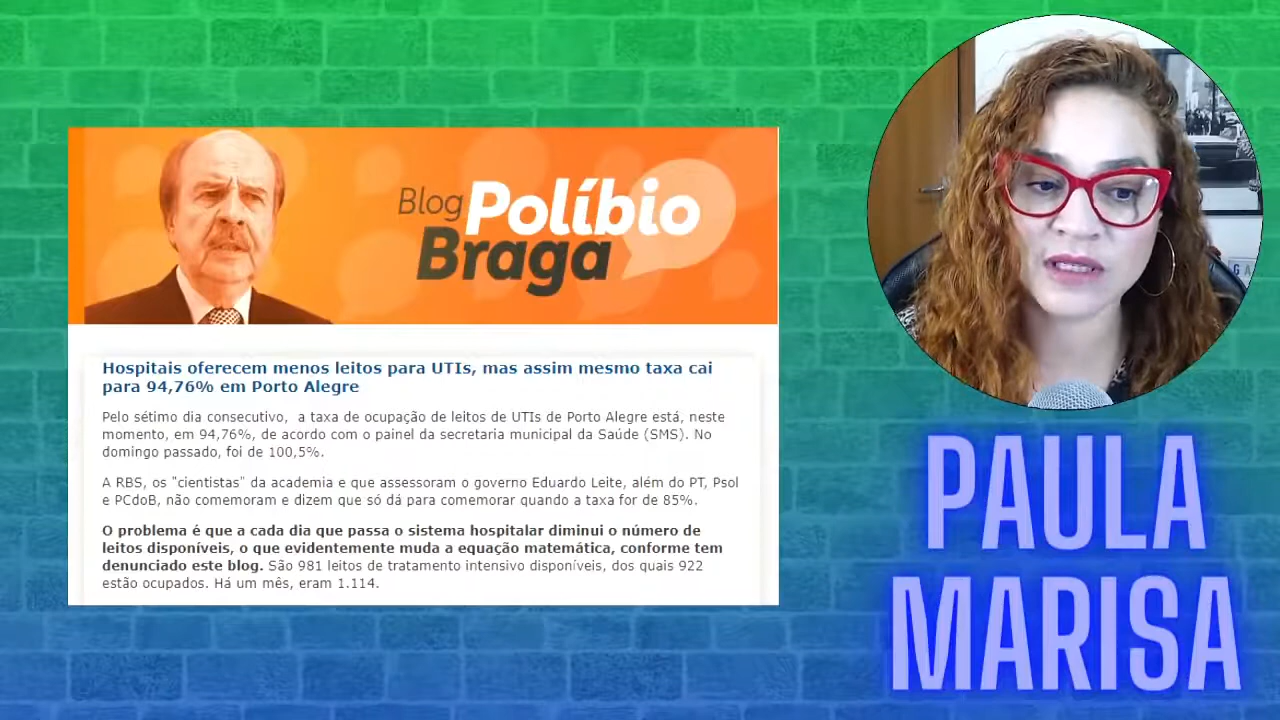 Blog Políbio
Braga
Hospitais oferecem menos leitos para UTIs, mas assim mesmo taxa cai
para 94,76% em Porto Alegre
Pelo sétimo dia consecutivo, a taxa de ocupação de leitos de UTIs de Porto Alegre está, neste
momento, em 94,76%, de acordo com o painel da secretaria municipal da Saúde (SMS). No
domingo passado, foi de 100,5%.
A RBS, os "cientistas" da academia e que assessoram o governo Eduardo Leite, além do PT, Psol
e PCdoB, não comemoram e dizem que só dá para comemorar quando a taxa for de 85%.
O problema é que a cada dia que passa o sistema hospitalar diminui o número de
leitos disponíveis, o que evidentemente muda a equação matemática, conforme tem
denunciado este blog. São 981 leitos de tratamento intensivo disponíveis, dos quais 922
estão ocupados. Há um mês, eram 1.114.
PAULA
MARISA